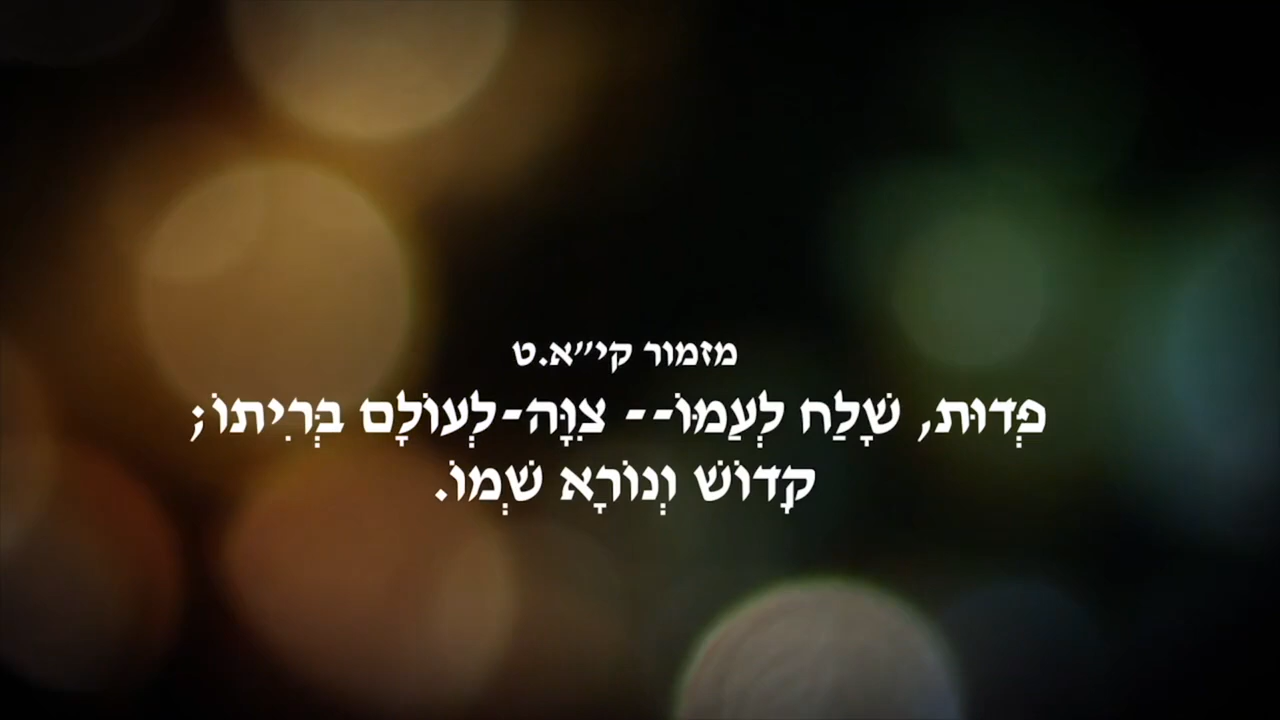 מזמור קי״א.ט
פְּדוּת, שָׁלַח לְעַמּוֹ-- צִוָּה-לְעוֹלָם בְּרִיתוֹ;
קָדוֹשׁ וְנוֹרָא שְׁמוֹ.